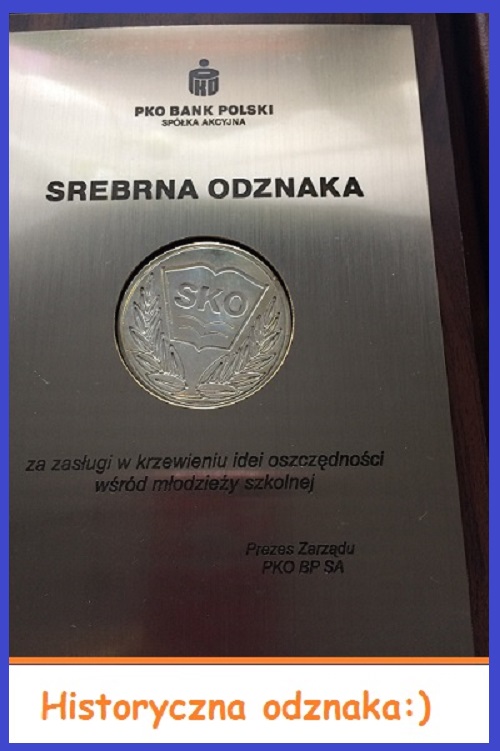 PKO
PKO BANK POLSKI
SPÓŁKA AKCYJNA
SREBRNA ODZNAKA
SKO
za zasługi w krzewieniu idei oszczędności
wśród młodzieży szkolnej
Prezes Zarządu
PKO BP SA
Historyczna odznaka:)